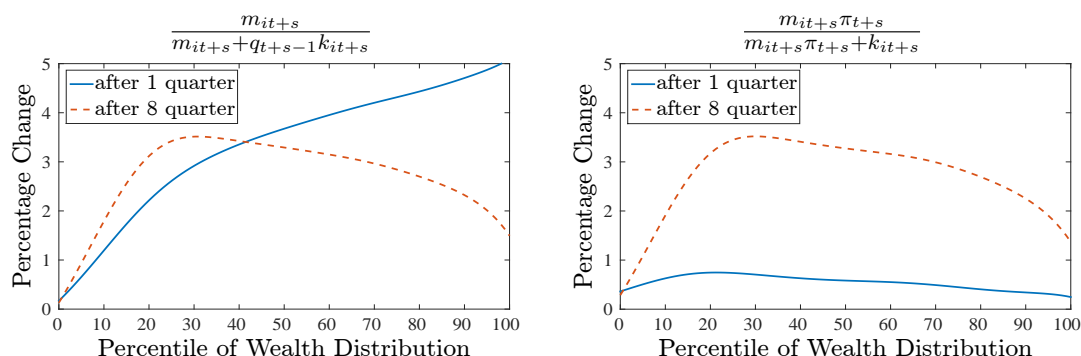 m_{it+s} / (m_{it+s}+q_{t+s-1}k_{it+s})
5
4
3
2
1
0
Percentage Change
after 1 quarter
after 8 quarter
0 10 20 30 40 50 60 70 80 90 100
Percentile of Wealth Distribution
m_{it+s}π_{t+s} / (m_{it+s}π_{t+s}+k_{it+s})
5
4
3
2
1
0
Percentage Change
after 1 quarter
after 8 quarter
0 10 20 30 40 50 60 70 80 90 100
Percentile of Wealth Distribution